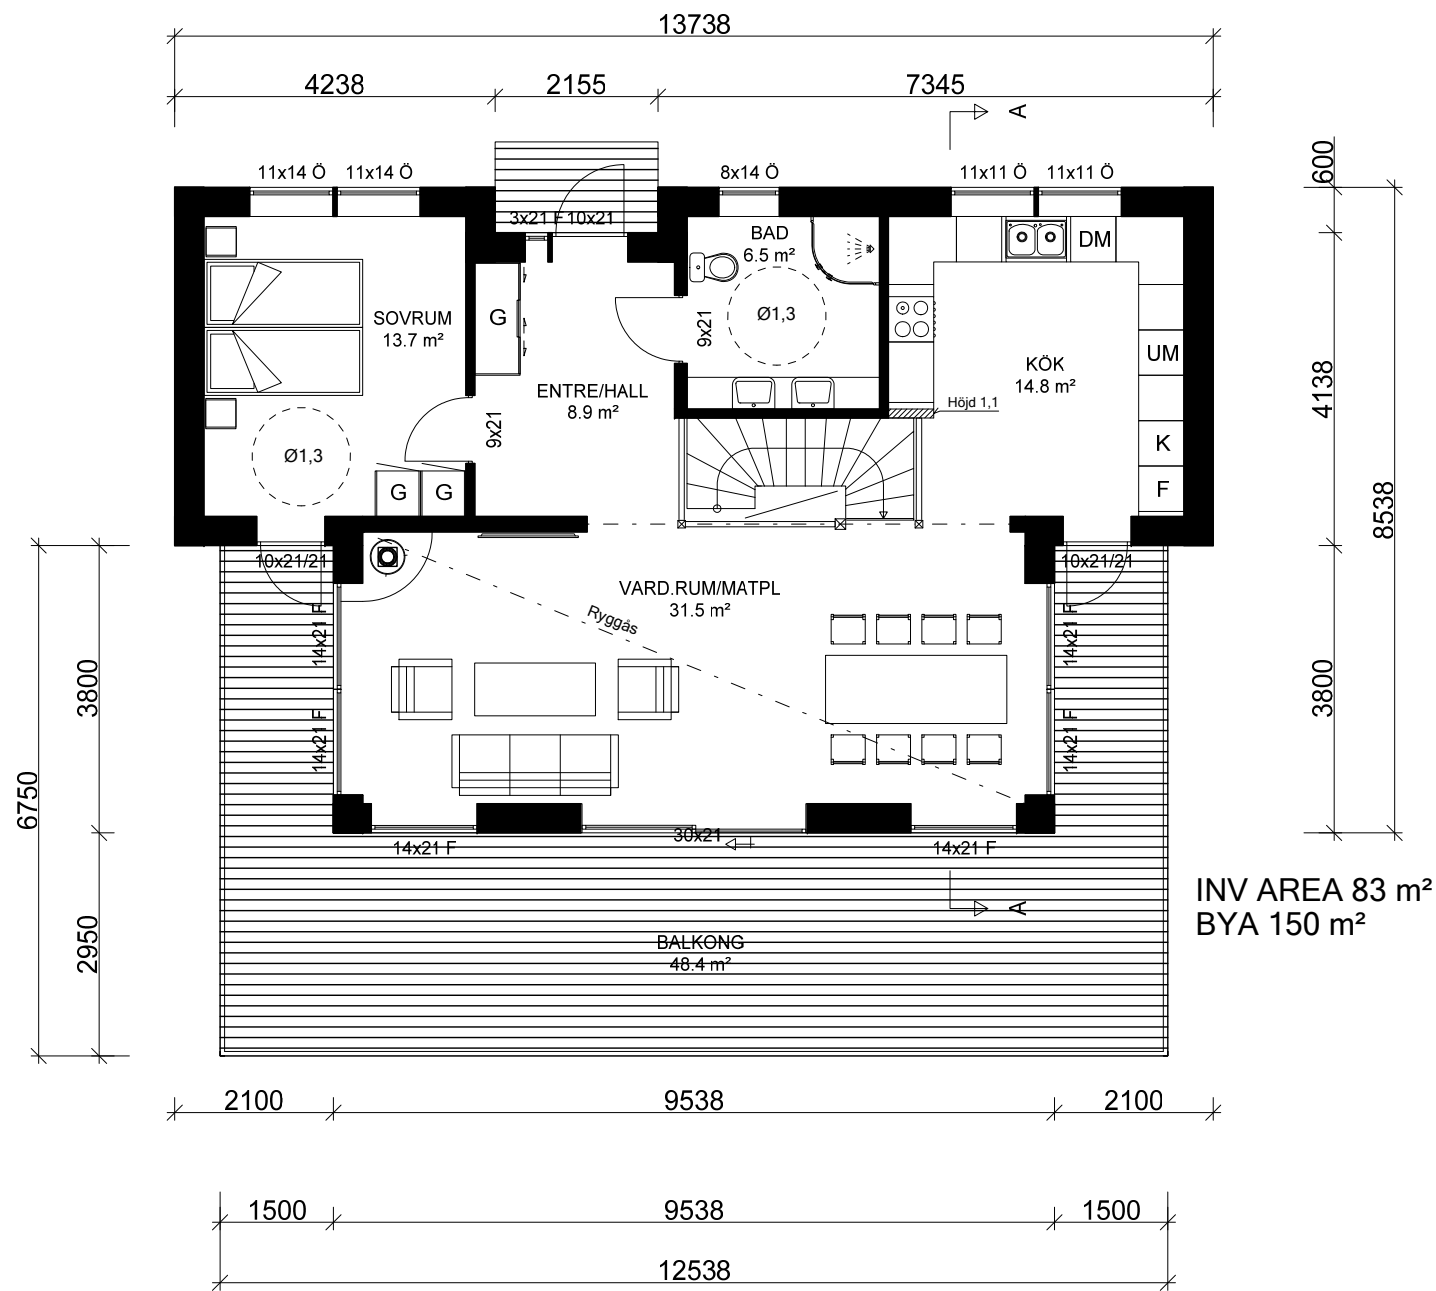 13738
4238
2155
7345
A
11x14 Ö
11x14 Ö
8x14 Ö
11x11 Ö
11x11 Ö
600
3x21 F
10x21
BAD
6.5 m²
DM
SOVRUM
13.7 m²
G
9x21
Ø1,3
UM
KÖK
14.8 m²
ENTRE/HALL
8.9 m²
Höjd 1,1
4138
9x21
Ø1,3
G
G
K
F
8538
10x21/21
10x21/21
VARD.RUM/MATPL
31.5 m²
Ryggås
14x21 F
14x21 F
3800
3800
14x21 F
14x21 F
6750
30x21
14x21 F
14x21 F
INV AREA 83 m²
BYA 150 m²
A
2950
BALKONG
48.4 m²
2100
9538
2100
1500
9538
1500
12538